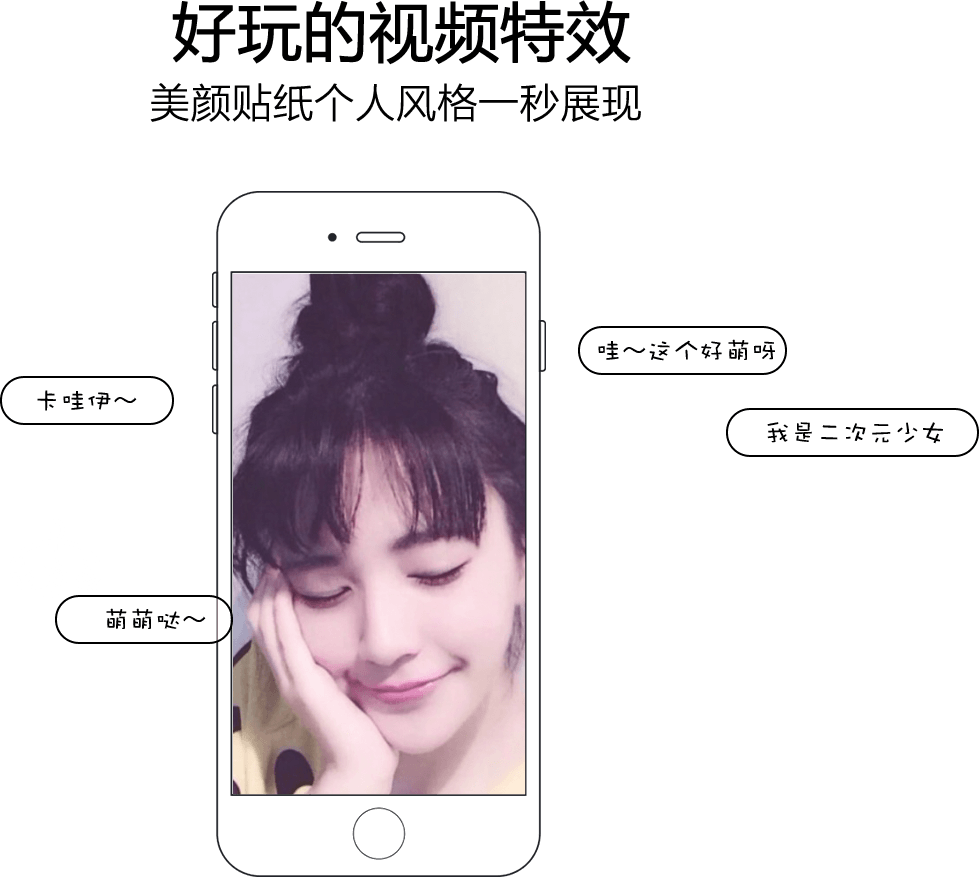 好玩的视频特效
美颜贴纸个人风格一秒展现
哇～这个好萌呀
卡哇伊～
我是二次元少女
萌萌哒～